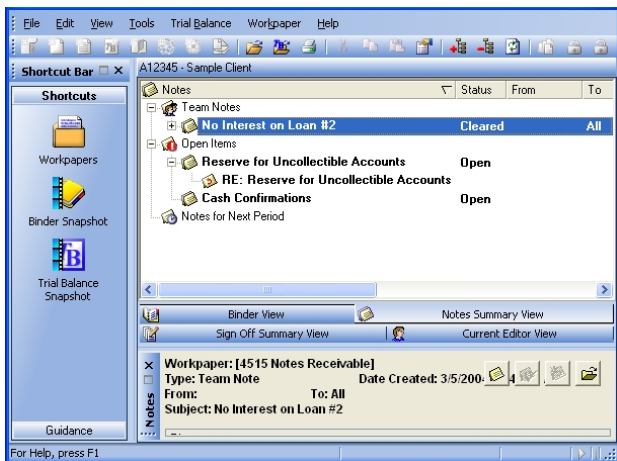 File Edit View Tools Trial Balance Workpaper Help
Shortcut Bar
A12345 - Sample Client
Shortcuts
Workpapers
Binder Snapshot
TB
Trial Balance
Snapshot
Guidance
Notes Status From To
Team Notes
No Interest on Loan #2 Cleared All
Open Items
Reserve for Uncollectible Accounts Open
RE: Reserve for Uncollectible Accounts
Cash Confirmations Open
Notes for Next Period
Binder View Notes Summary View
Sign Off Summary View Current Editor View
Notes
Workpaper: [4515 Notes Receivable]
Type: Team Note Date Created: 3/5/200 4
From: To: All
Subject: No Interest on Loan #2
For Help, press F1